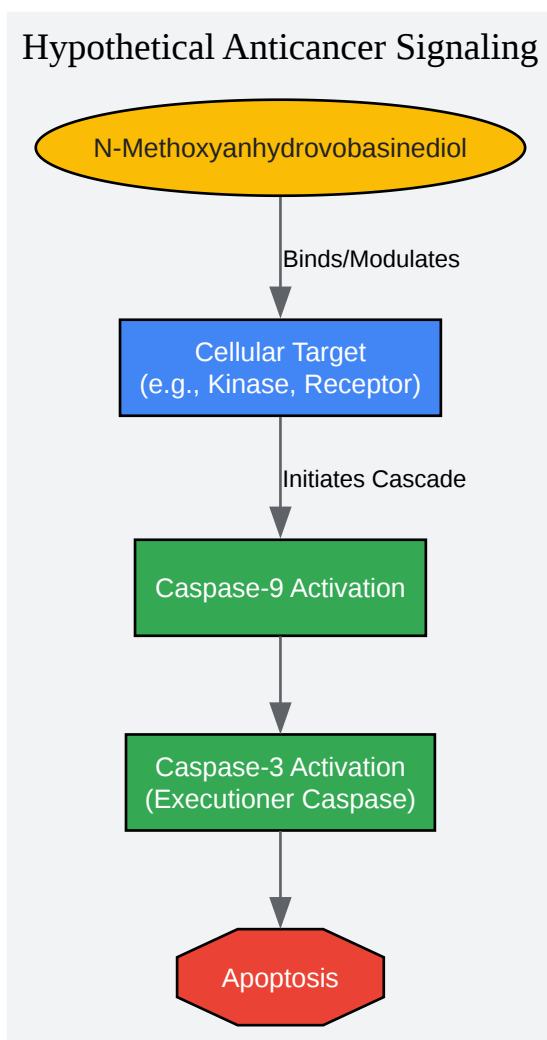 Hypothetical Anticancer Signaling
N-Methoxyanhydrovobasinediol
Binds/Modulates
Cellular Target
(e.g., Kinase, Receptor)
Initiates Cascade
Caspase-9 Activation
Caspase-3 Activation
(Executioner Caspase)
Apoptosis